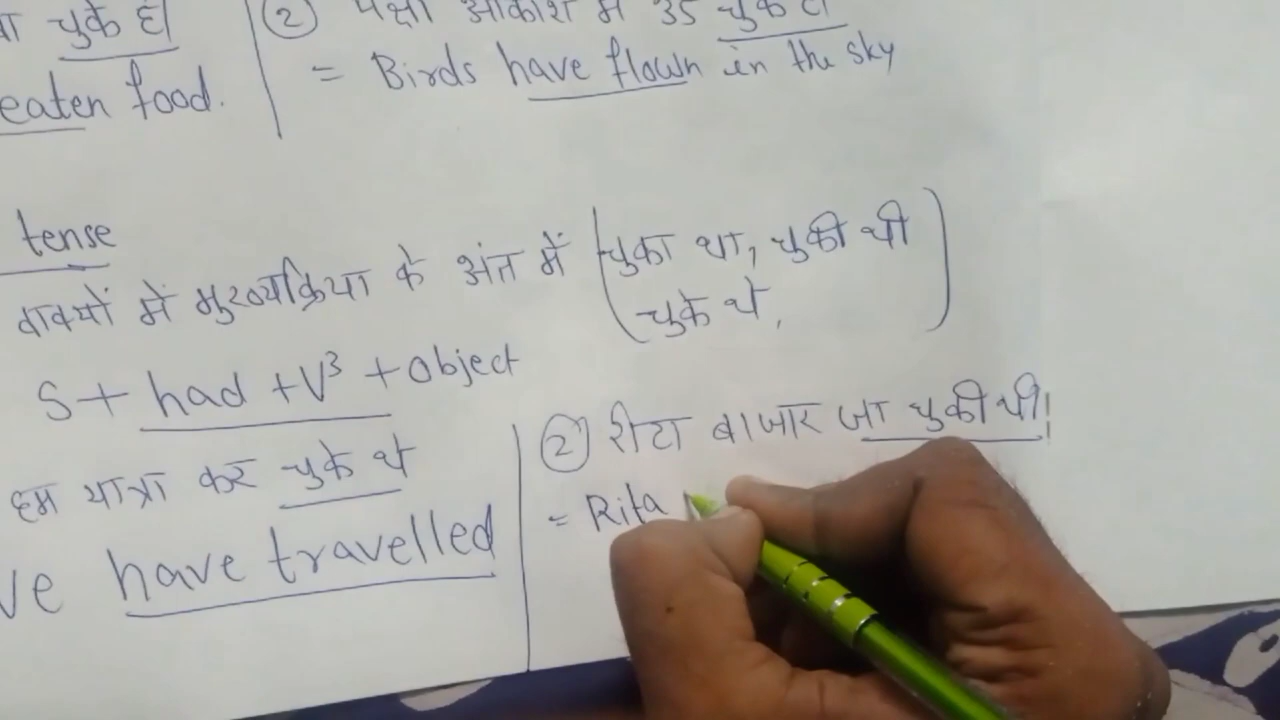 चुके हैं
eaten food.
② पक्षी आकाश में उड़ चुके हैं
= Birds have flown in the sky
tense
वाक्यों में मुख्यक्रिया के अंत में (चुका था, चुकी थी
चुके थे, )
S + had + V³ + object
हम यात्रा कर चुके थे
have travelled
② रीटा बाजार जा चुकी थी!
= Rita